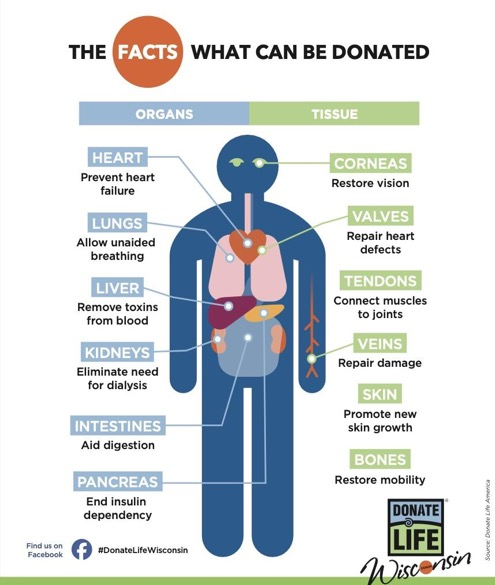 THE FACTS WHAT CAN BE DONATED
ORGANS
TISSUE
HEART
Prevent heart
failure
LUNGS
Allow unaided
breathing
LIVER
Remove toxins
from blood
KIDNEYS
Eliminate need
for dialysis
INTESTINES
Aid digestion
PANCREAS
End insulin
dependency
CORNEAS
Restore vision
VALVES
Repair heart
defects
TENDONS
Connect muscles
to joints
VEINS
Repair damage
SKIN
Promote new
skin growth
BONES
Restore mobility
Find us on
Facebook
f
#DonateLifeWisconsin
DONATE
LIFE
Wisconsin
Source: Donate Life America